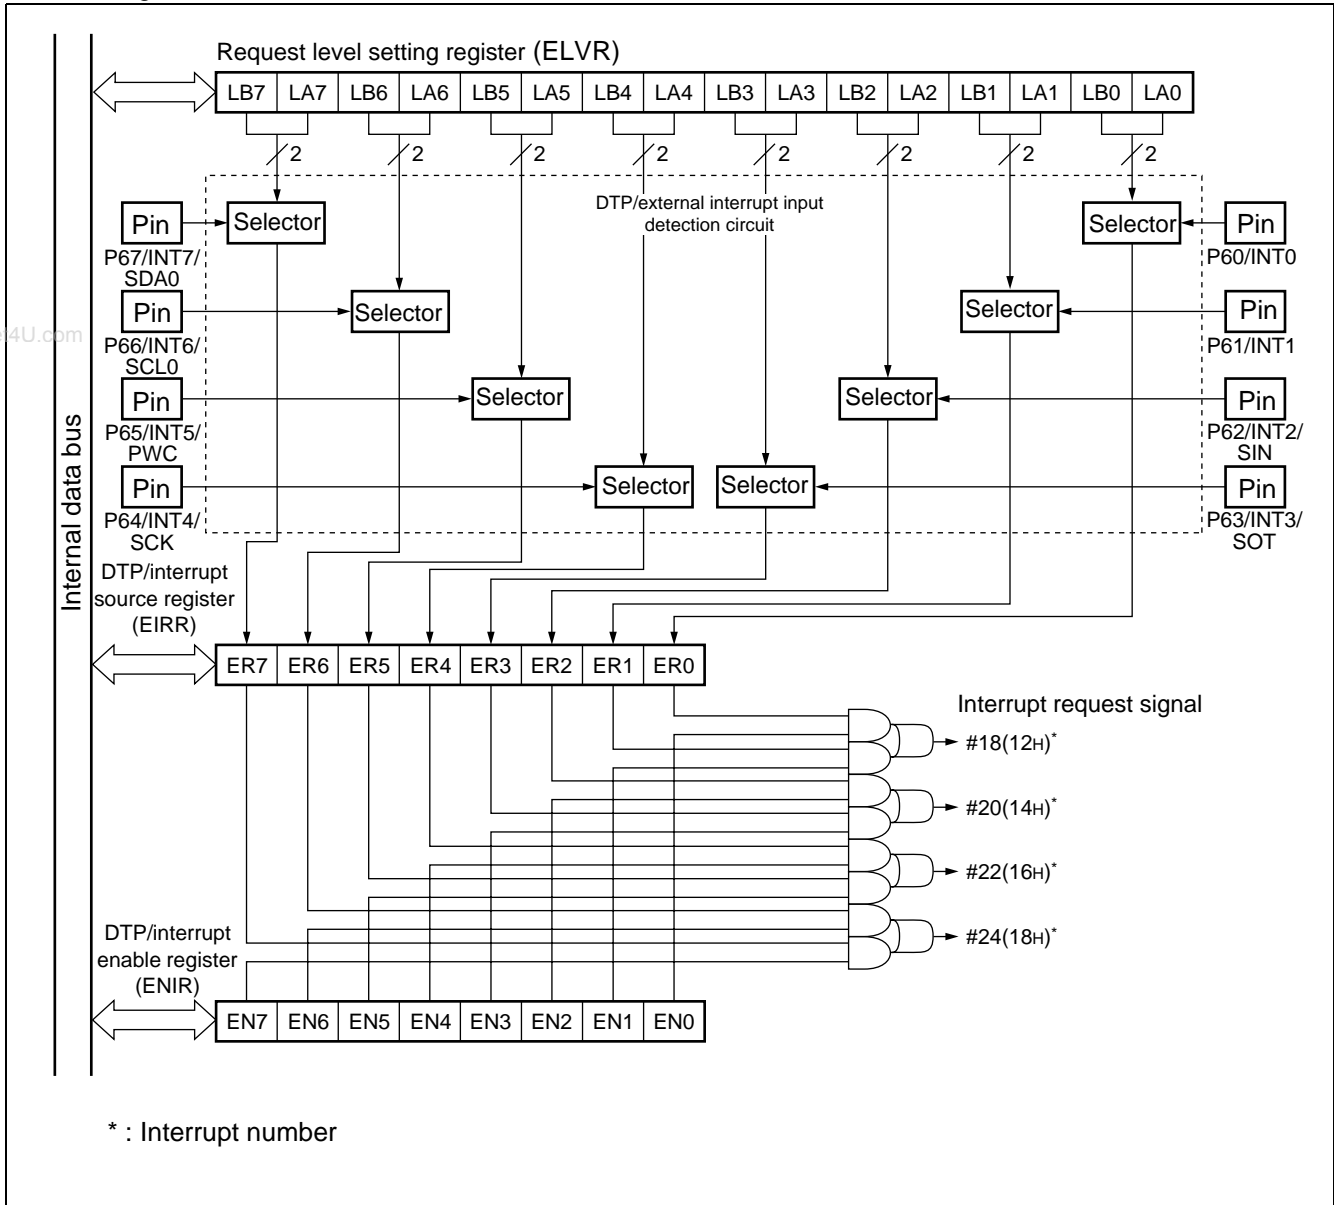 Request level setting register (ELVR)
LB7 LA7 LB6 LA6 LB5 LA5 LB4 LA4 LB3 LA3 LB2 LA2 LB1 LA1 LB0 LA0
2 2 2 2 2 2 2 2
DTP/external interrupt input
detection circuit
Pin Selector Selector Pin
P67/INT7/
SDA0
P60/INT0
Pin Selector Selector Pin
P66/INT6/
SCL0
P61/INT1
Pin Selector Selector Pin
P65/INT5/
PWC
P62/INT2/
SIN
Pin Selector Selector Pin
P64/INT4/
SCK
P63/INT3/
SOT
Internal data bus
DTP/interrupt
source register
(EIRR)
ER7 ER6 ER5 ER4 ER3 ER2 ER1 ER0
Interrupt request signal
#18(12H)*
#20(14H)*
#22(16H)*
#24(18H)*
DTP/interrupt
enable register
(ENIR)
EN7 EN6 EN5 EN4 EN3 EN2 EN1 EN0
* : Interrupt number